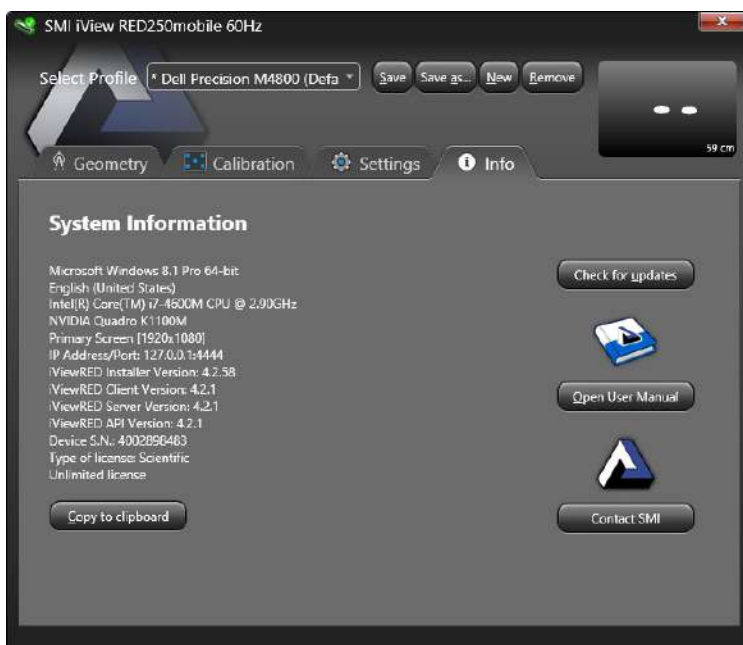 SMI iView RED250mobile 60Hz
Select Profile * Dell Precision M4800 (Defa Save Save as... New Remove
59 cm
Geometry Calibration Settings Info
System Information
Microsoft Windows 8.1 Pro 64-bit
English (United States)
Intel(R) Core(TM) i7-4600M CPU @ 2.90GHz
NVIDIA Quadro K1100M
Primary Screen [1920x1080]
IP Address/Port: 127.0.0.1:4444
iViewRED Installer Version: 4.2.58
iViewRED Client Version: 4.2.1
iViewRED Server Version: 4.2.1
iViewRED API Version: 4.2.1
Device S.N.: 4002898483
Type of license: Scientific
Unlimited license
Copy to clipboard
Check for updates
Open User Manual
Contact SMI